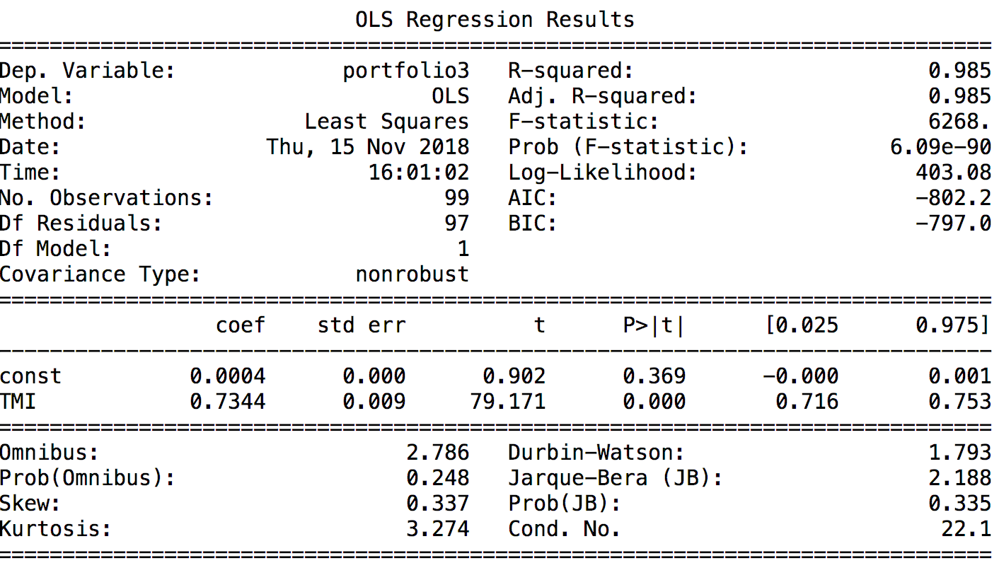 OLS Regression Results
==============================================================================
Dep. Variable: portfolio3 R-squared: 0.985
Model: OLS Adj. R-squared: 0.985
Method: Least Squares F-statistic: 6268.
Date: Thu, 15 Nov 2018 Prob (F-statistic): 6.09e-90
Time: 16:01:02 Log-Likelihood: 403.08
No. Observations: 99 AIC: -802.2
Df Residuals: 97 BIC: -797.0
Df Model: 1
Covariance Type: nonrobust
==============================================================================
coef std err t P>|t| [0.025 0.975]
------------------------------------------------------------------------------
const 0.0004 0.000 0.902 0.369 -0.000 0.001
TMI 0.7344 0.009 79.171 0.000 0.716 0.753
==============================================================================
Omnibus: 2.786 Durbin-Watson: 1.793
Prob(Omnibus): 0.248 Jarque-Bera (JB): 2.188
Skew: 0.337 Prob(JB): 0.335
Kurtosis: 3.274 Cond. No. 22.1
==============================================================================